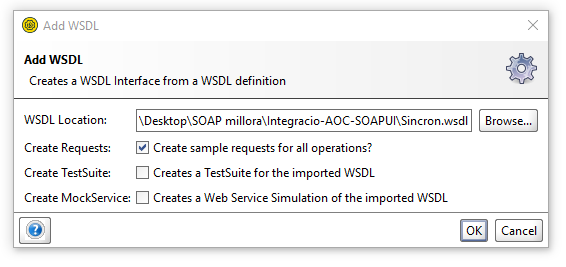 Add WSDL
Add WSDL
Creates a WSDL Interface from a WSDL definition
WSDL Location: \Desktop\SOAP millora\Integracio-AOC-SOAPUI\Sincron.wsdl Browse...
Create Requests: Create sample requests for all operations?
Create TestSuite: Creates a TestSuite for the imported WSDL
Create MockService: Creates a Web Service Simulation of the imported WSDL
? OK Cancel